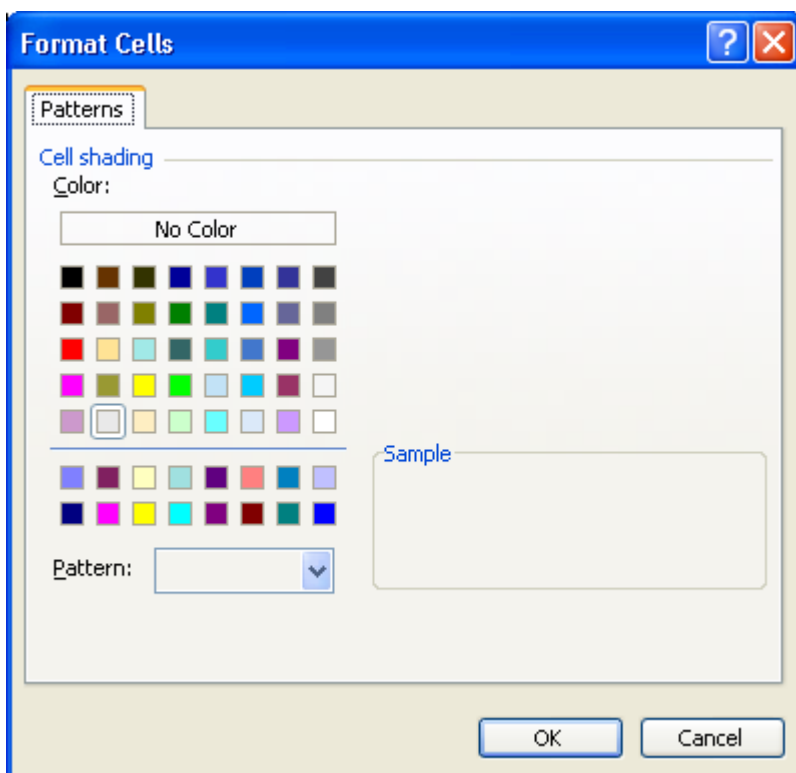 Format Cells
Patterns
Cell shading
Color:
No Color
Sample
Pattern:
OK
Cancel